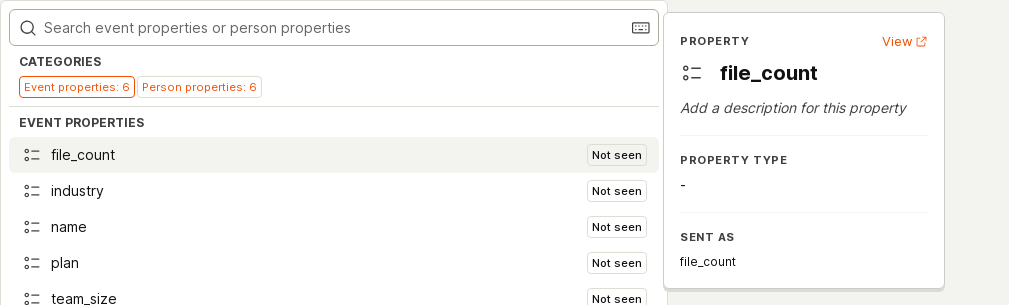 Search event properties or person properties
CATEGORIES
Event properties: 6
Person properties: 6
EVENT PROPERTIES
file_count
Not seen
industry
Not seen
name
Not seen
plan
Not seen
team_size
Not seen
PROPERTY
View
file_count
Add a description for this property
PROPERTY TYPE
-
SENT AS
file_count